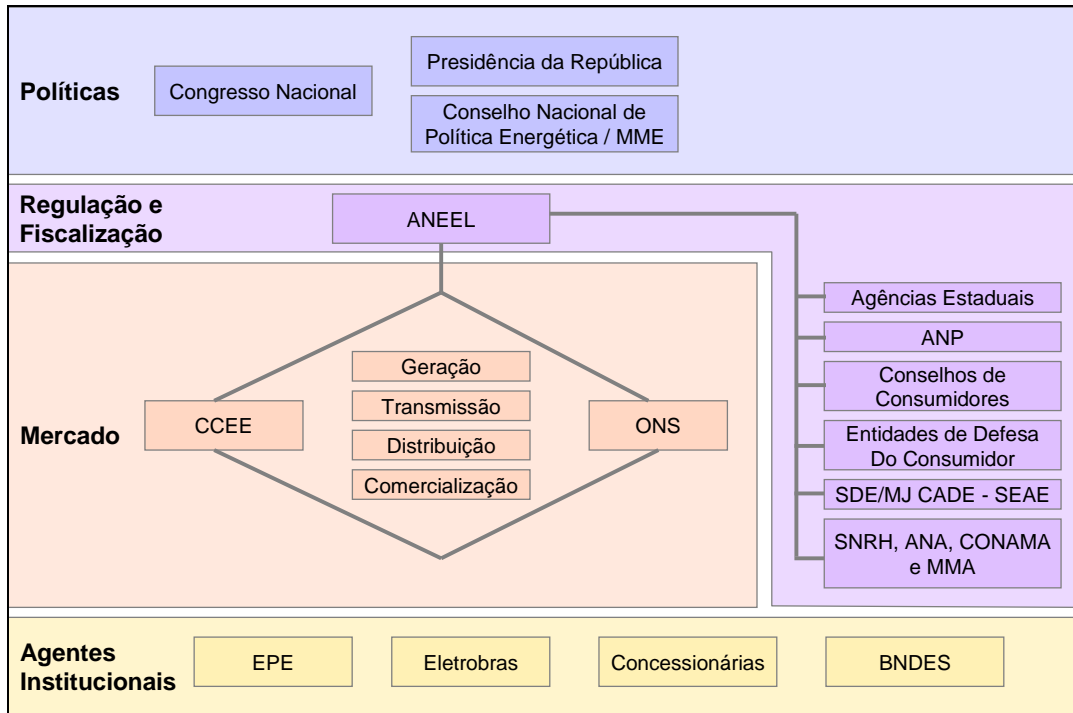 Políticas
Congresso Nacional
Presidência da República
Conselho Nacional de
Política Energética / MME
Regulação e
Fiscalização
ANEEL
Agências Estaduais
ANP
Conselhos de
Consumidores
Entidades de Defesa
Do Consumidor
SDE/MJ CADE - SEAE
SNRH, ANA, CONAMA
e MMA
Mercado
CCEE
Geração
Transmissão
Distribuição
Comercialização
ONS
Agentes
Institucionais
EPE
Eletrobras
Concessionárias
BNDES